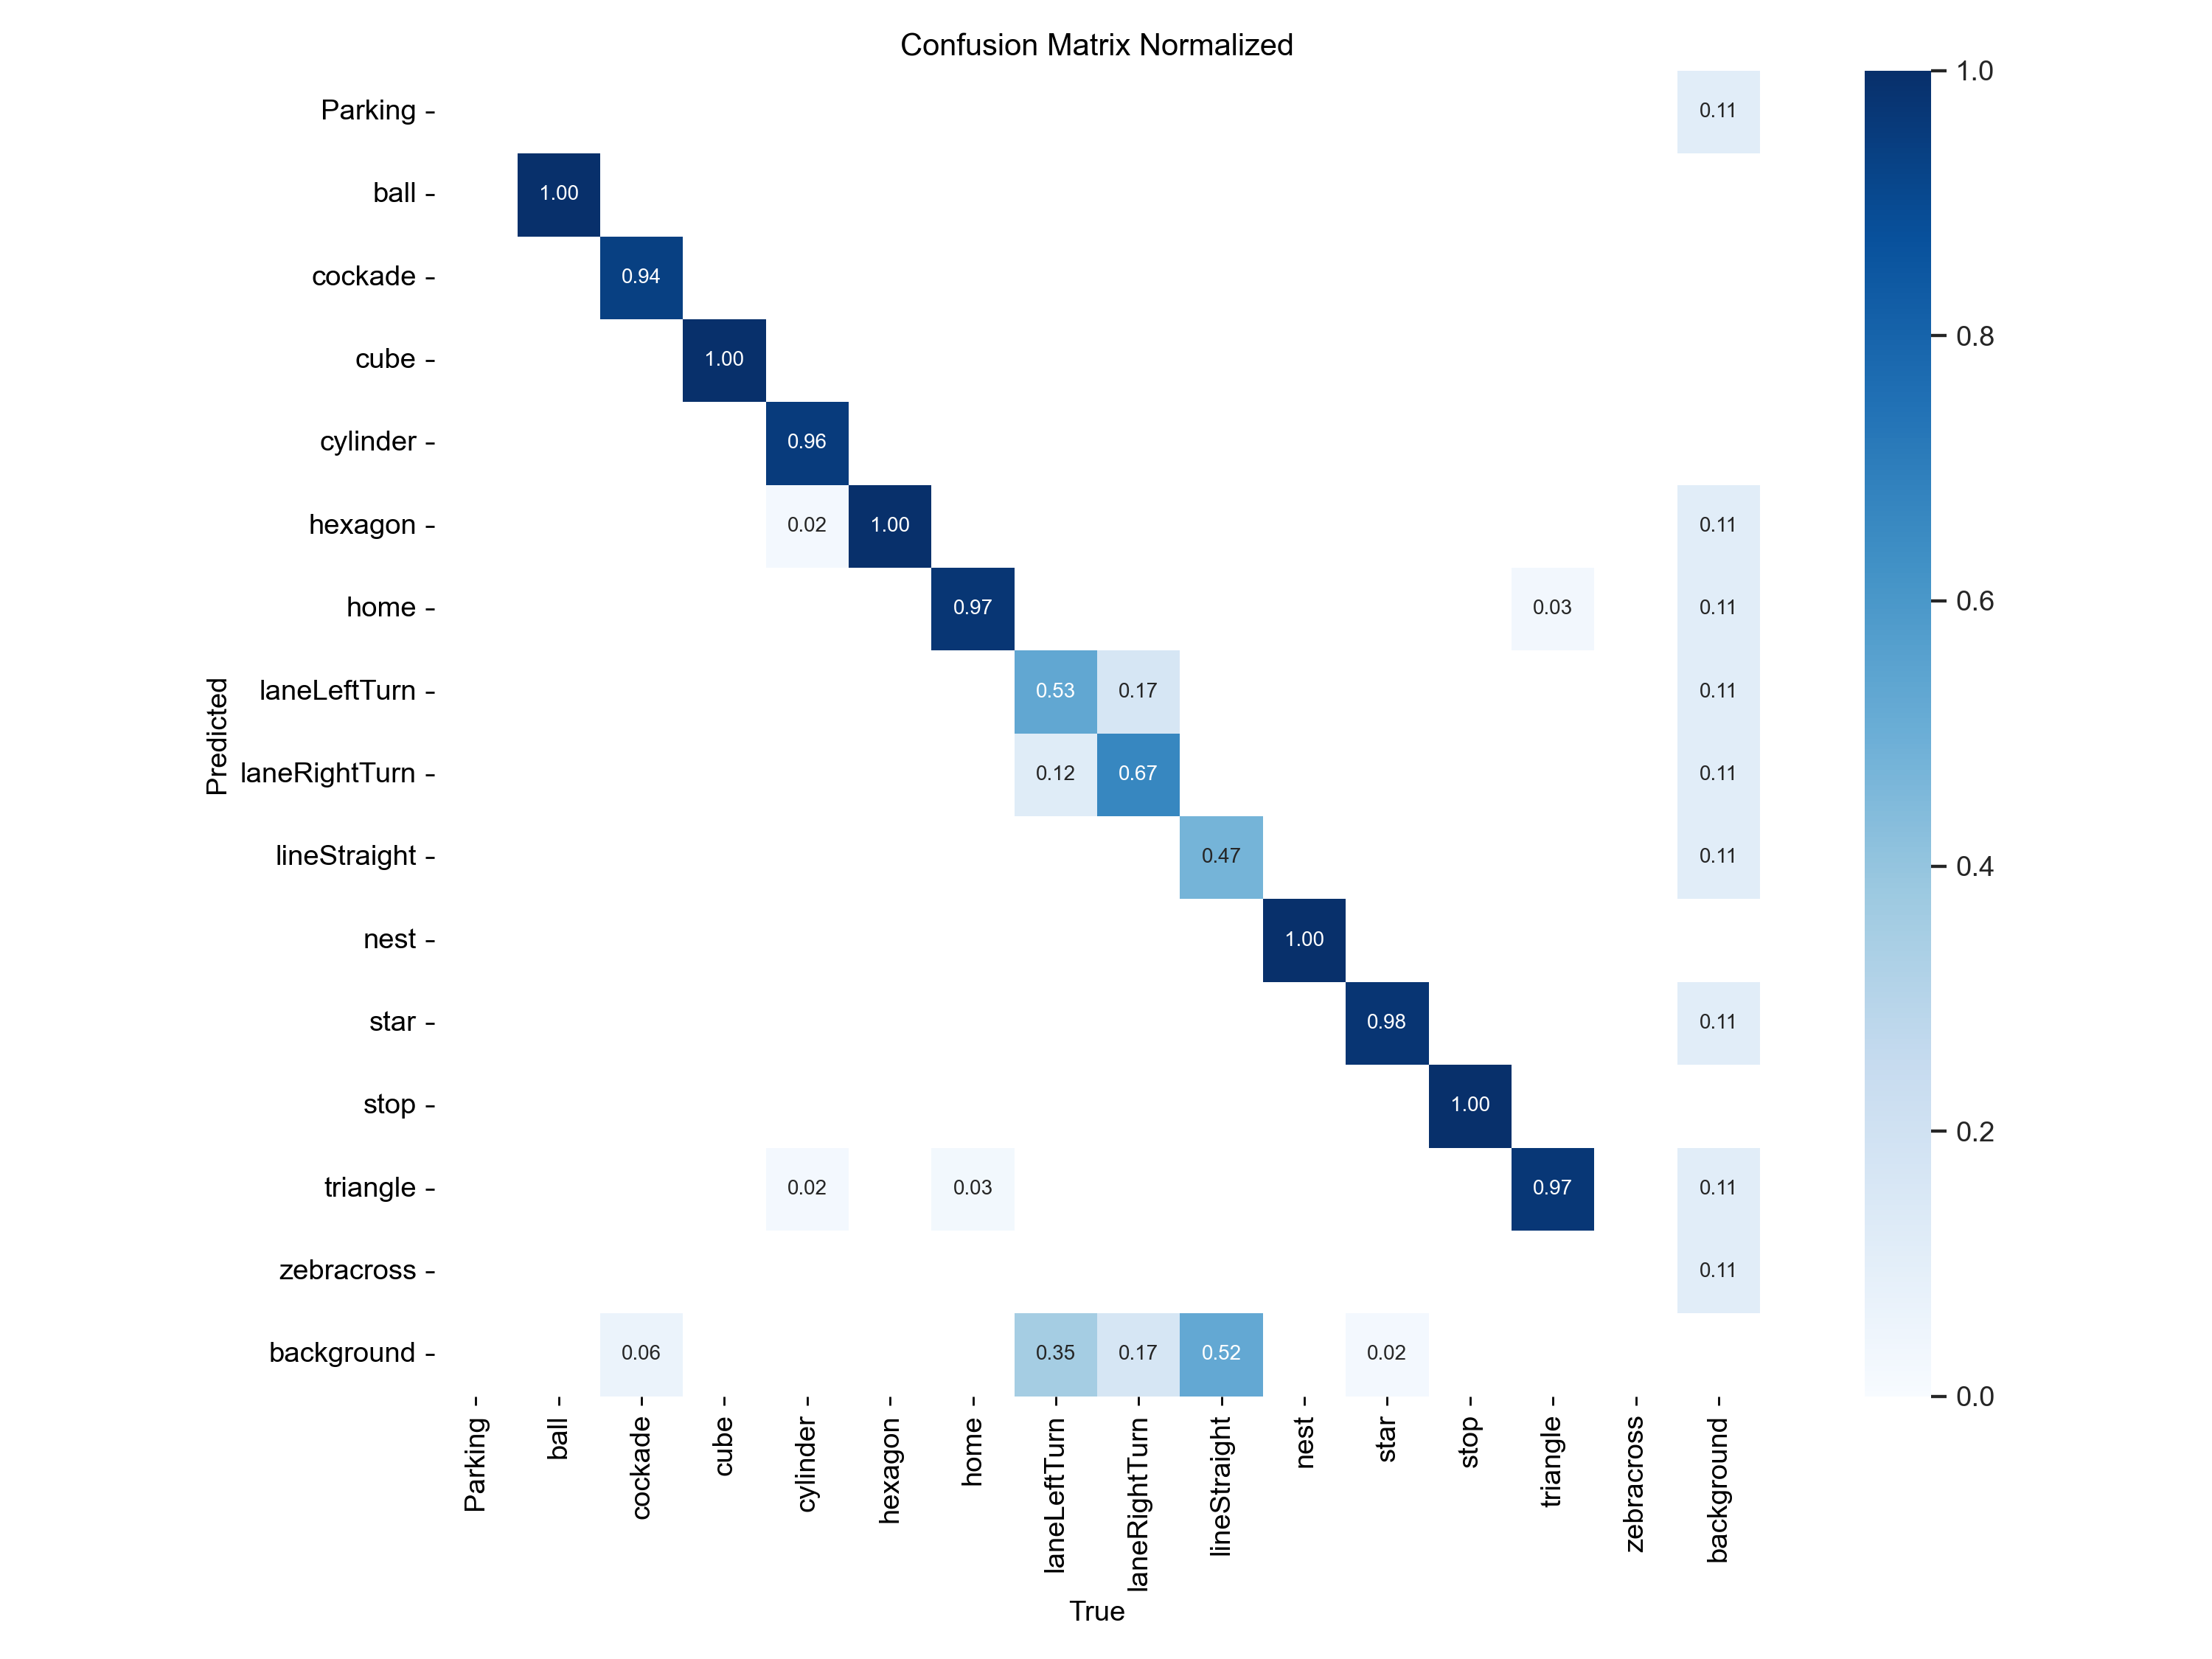 Confusion Matrix Normalized
Parking 0.11 1.0
ball 1.00
cockade 0.94
0.8
cube 1.00
cylinder 0.96
hexagon 0.02 1.00 0.11
home 0.97 0.03 0.11 0.6
laneLeftTurn 0.53 0.17 0.11
Predicted
laneRightTurn 0.12 0.67 0.11
lineStraight 0.47 0.11 0.4
nest 1.00
star 0.98 0.11
stop 1.00 0.2
triangle 0.02 0.03 0.97 0.11
zebracross 0.11
background 0.06 0.35 0.17 0.52 0.02 0.0
Parking
ball
cockade
cube
cylinder
hexagon
home
laneLeftTurn
laneRightTurn
lineStraight
nest
star
stop
triangle
zebracross
background
True